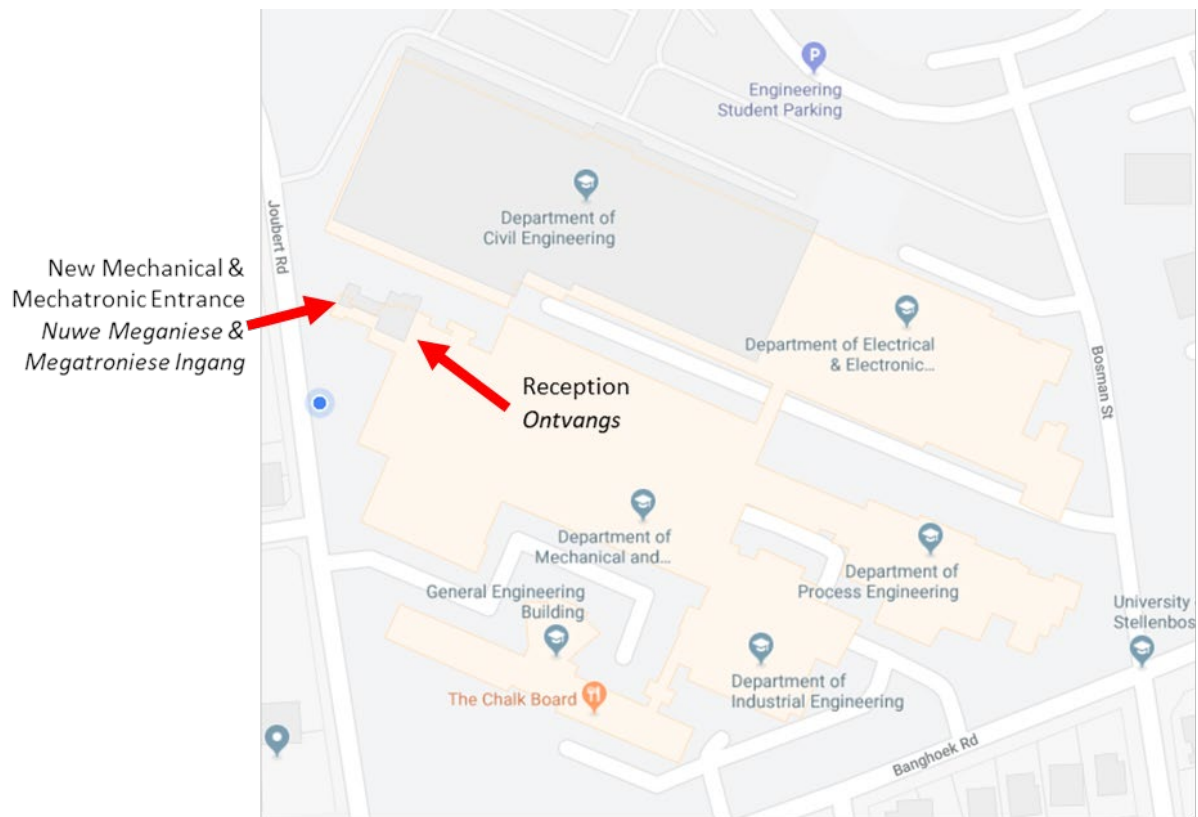 P
Engineering
Student Parking
Department of
Civil Engineering
Joubert Rd
New Mechanical &
Mechatronic Entrance
Nuwe Meganiese &
Megatroniese Ingang
Reception
Ontvangs
Department of Electrical
& Electronic...
Bosman St
Department of
Mechanical and...
Department of
Process Engineering
General Engineering
Building
University
Stellenbos
The Chalk Board
Department of
Industrial Engineering
Banghoek Rd